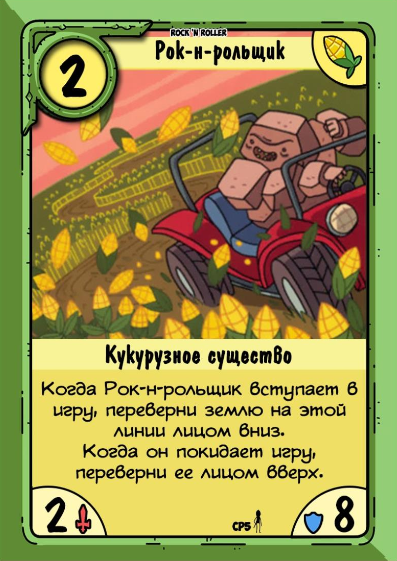 ROCK 'N ROLLER
2
Рок-н-рольщик
Кукурузное существо
Когда Рок-н-рольщик вступает в
игру, переверни землю на этой
линии лицом вниз.
Когда он покидает игру,
переверни ее лицом вверх.
2
CP5
8